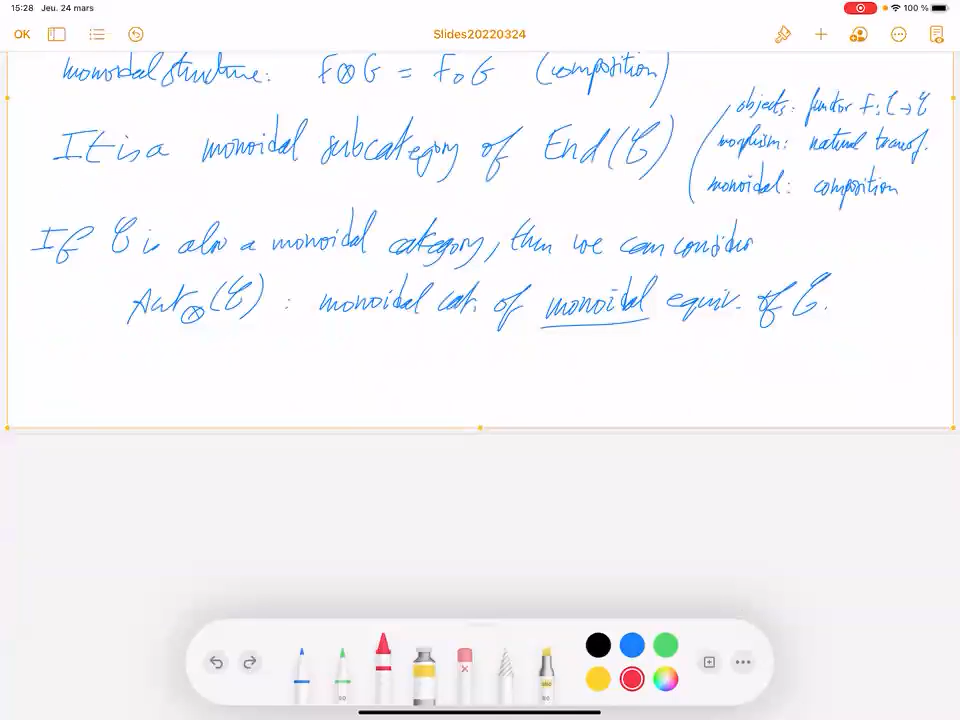 15:28 Jeu. 24 mars
100 %
OK
Slides20220324
monoidal structure: F⊗G = F∘G (composition)
It is a monoidal subcategory of End(C)
objects: functor F: C → C
morphism: natural transf.
monoidal: composition
If C is also a monoidal category, then we can consider
Aut⊗(C): monoidal cat. of monoidal equiv. of C.
50
80